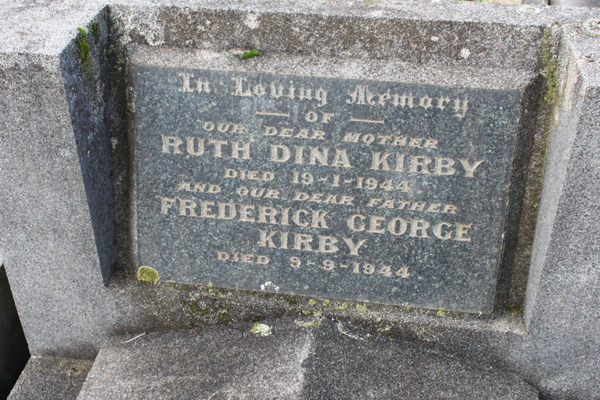 In Loving Memory
— OF —
OUR DEAR MOTHER
RUTH DINA KIRBY
DIED 19-1-1944
AND OUR DEAR FATHER
FREDERICK GEORGE
KIRBY
DIED 9-9-1944